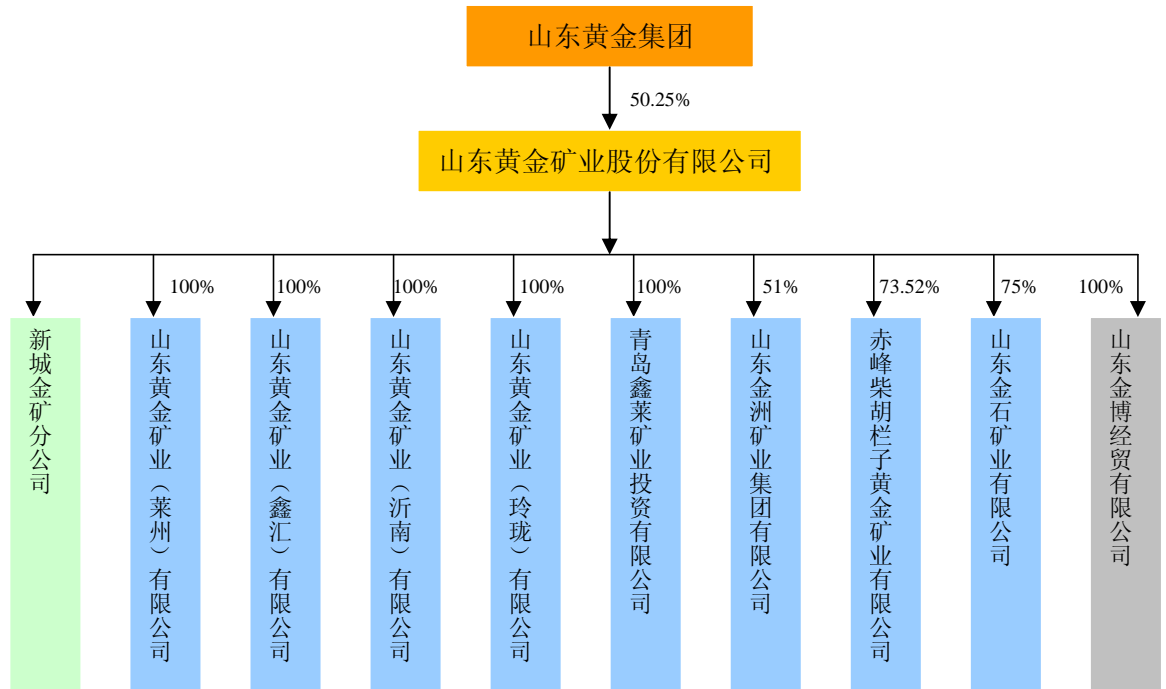 山东黄金集团
50.25%
山东黄金矿业股份有限公司
100%
100%
100%
100%
100%
51%
73.52%
75%
100%
新城金矿分公司
山东黄金矿业（莱州）有限公司
山东黄金矿业（鑫汇）有限公司
山东黄金矿业（沂南）有限公司
山东黄金矿业（玲珑）有限公司
青岛鑫莱矿业投资有限公司
山东金洲矿业集团有限公司
赤峰柴胡栏子黄金矿业有限公司
山东金石矿业有限公司
山东金博经贸有限公司